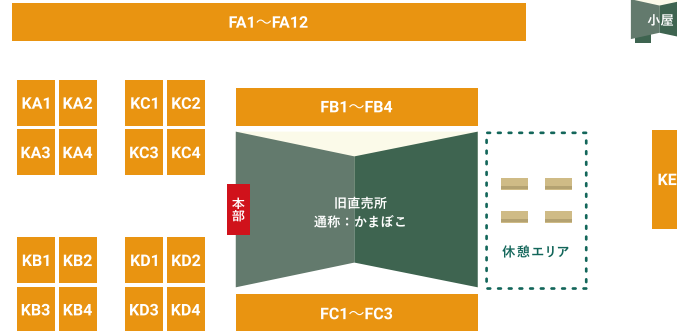 FA1〜FA12
小屋
KA1 KA2 KC1 KC2
FB1〜FB4
KA3 KA4 KC3 KC4
KE
本部
旧直売所
通称：かまぼこ
休憩エリア
KB1 KB2 KD1 KD2
KB3 KB4 KD3 KD4
FC1〜FC3